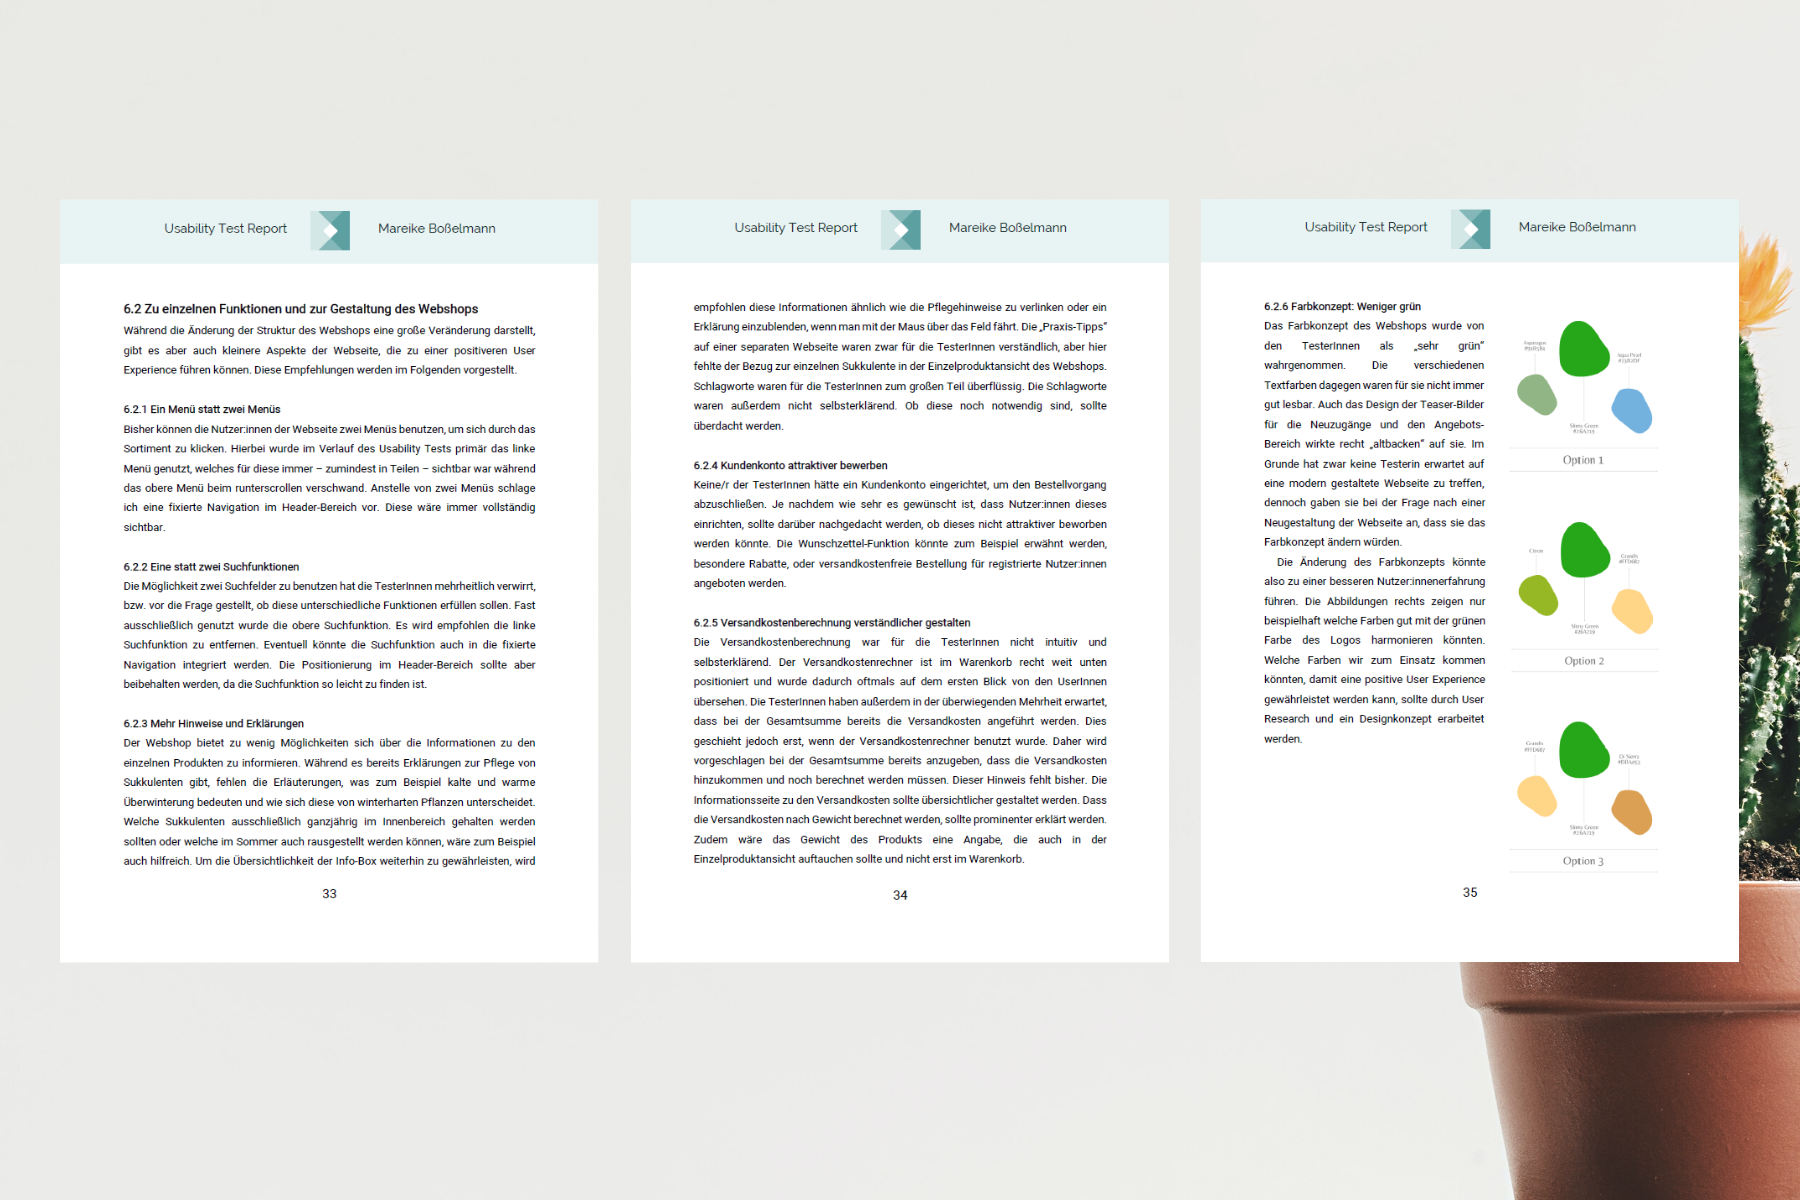 Usability Test Report
Mareike Boßelmann
6.2 Zu einzelnen Funktionen und zur Gestaltung des Webshops
Während die Änderung der Struktur des Webshops eine große Veränderung darstellt,
gibt es aber auch kleinere Aspekte der Webseite, die zu einer positiveren User
Experience führen können. Diese Empfehlungen werden im Folgenden vorgestellt.
6.2.1 Ein Menü statt zwei Menüs
Bisher können die Nutzer:innen der Webseite zwei Menüs benutzen, um sich durch das
Sortiment zu klicken. Hierbei wurde im Verlauf des Usability Tests primär das linke
Menü genutzt, welches für diese immer – zumindest in Teilen – sichtbar war während
das obere Menü beim runterscrollen verschwand. Anstelle von zwei Menüs schlage
ich eine fixierte Navigation im Header-Bereich vor. Diese wäre immer vollständig
sichtbar.
6.2.2 Eine statt zwei Suchfunktionen
Die Möglichkeit zwei Suchfelder zu benutzen hat die TesterInnen mehrheitlich verwirrt,
bzw. vor die Frage gestellt, ob diese unterschiedliche Funktionen erfüllen sollen. Fast
ausschließlich genutzt wurde die obere Suchfunktion. Es wird empfohlen die linke
Suchfunktion zu entfernen. Eventuell könnte die Suchfunktion auch in die fixierte
Navigation integriert werden. Die Positionierung im Header-Bereich sollte aber
beibehalten werden, da die Suchfunktion so leicht zu finden ist.
6.2.3 Mehr Hinweise und Erklärungen
Der Webshop bietet zu wenig Möglichkeiten sich über die Informationen zu den
einzelnen Produkten zu informieren. Während es bereits Erklärungen zur Pflege von
Sukkulenten gibt, fehlen die Erläuterungen, was zum Beispiel kalte und warme
Überwinterung bedeuten und wie sich diese von winterharten Pflanzen unterscheidet.
Welche Sukkulenten ausschließlich ganzjährig im Innenbereich gehalten werden
sollten oder welche im Sommer auch rausgestellt werden können, wäre zum Beispiel
auch hilfreich. Um die Übersichtlichkeit der Info-Box weiterhin zu gewährleisten, wird
33
Usability Test Report
Mareike Boßelmann
empfohlen diese Informationen ähnlich wie die Pflegehinweise zu verlinken oder ein
Erklärung einzublenden, wenn man mit der Maus über das Feld fährt. Die „Praxis-Tipps“
auf einer separaten Webseite waren zwar für die TesterInnen verständlich, aber hier
fehlte der Bezug zur einzelnen Sukkulente in der Einzelproduktansicht des Webshops.
Schlagworte waren für die TesterInnen zum großen Teil überflüssig. Die Schlagworte
waren außerdem nicht selbsterklärend. Ob diese noch notwendig sind, sollte
überdacht werden.
6.2.4 Kundenkonto attraktiver bewerben
Keine/r der TesterInnen hätte ein Kundenkonto eingerichtet, um den Bestellvorgang
abzuschließen. Je nachdem wie sehr es gewünscht ist, dass Nutzer:innen dieses
einrichten, sollte darüber nachgedacht werden, ob dieses nicht attraktiver beworben
werden könnte. Die Wunschzettel-Funktion könnte zum Beispiel erwähnt werden,
besondere Rabatte, oder versandkostenfreie Bestellung für registrierte Nutzer:innen
angeboten werden.
6.2.5 Versandkostenberechnung verständlicher gestalten
Die Versandkostenberechnung war für die TesterInnen nicht intuitiv und
selbsterklärend. Der Versandkostenrechner ist im Warenkorb recht weit unten
positioniert und wurde dadurch oftmals auf dem ersten Blick von den UserInnen
übersehen. Die TesterInnen haben außerdem in der überwiegenden Mehrheit erwartet,
dass bei der Gesamtsumme bereits die Versandkosten angeführt werden. Dies
geschieht jedoch erst, wenn der Versandkostenrechner benutzt wurde. Daher wird
vorgeschlagen bei der Gesamtsumme bereits anzugeben, dass die Versandkosten
hinzukommen und noch berechnet werden müssen. Dieser Hinweis fehlt bisher. Die
Informationsseite zu den Versandkosten sollte übersichtlicher gestaltet werden. Dass
die Versandkosten nach Gewicht berechnet werden, sollte prominenter erklärt werden.
Zudem wäre das Gewicht des Produkts eine Angabe, die auch in der
Einzelproduktansicht auftauchen sollte und nicht erst im Warenkorb.
34
Usability Test Report
Mareike Boßelmann
6.2.6 Farbkonzept: Weniger grün
Das Farbkonzept des Webshops wurde von
den TesterInnen als „sehr grün“
wahrgenommen. Die verschiedenen
Textfarben dagegen waren für sie nicht immer
gut lesbar. Auch das Design der Teaser-Bilder
für die Neuzugänge und den Angebots-
Bereich wirkte recht „altbacken“ auf sie. Im
Grunde hat zwar keine Testerin erwartet auf
eine modern gestaltete Webseite zu treffen,
dennoch gaben sie bei der Frage nach einer
Neugestaltung der Webseite an, dass sie das
Farbkonzept ändern würden.
Die Änderung des Farbkonzepts könnte
also zu einer besseren Nutzer:innenerfahrung
führen. Die Abbildungen rechts zeigen nur
beispielhaft welche Farben gut mit der grünen
Farbe des Logos harmonieren könnten.
Welche Farben wir zum Einsatz kommen
könnten, damit eine positive User Experience
gewährleistet werden kann, sollte durch User
Research und ein Designkonzept erarbeitet
werden.
Asparagus
Aqua Pearl
Slimy Green
Option 1
Citron
Grandis
#FFD687
Slimy Green
Option 2
Grandis
#FFD687
Di Sierra
Slimy Green
Option 3
35